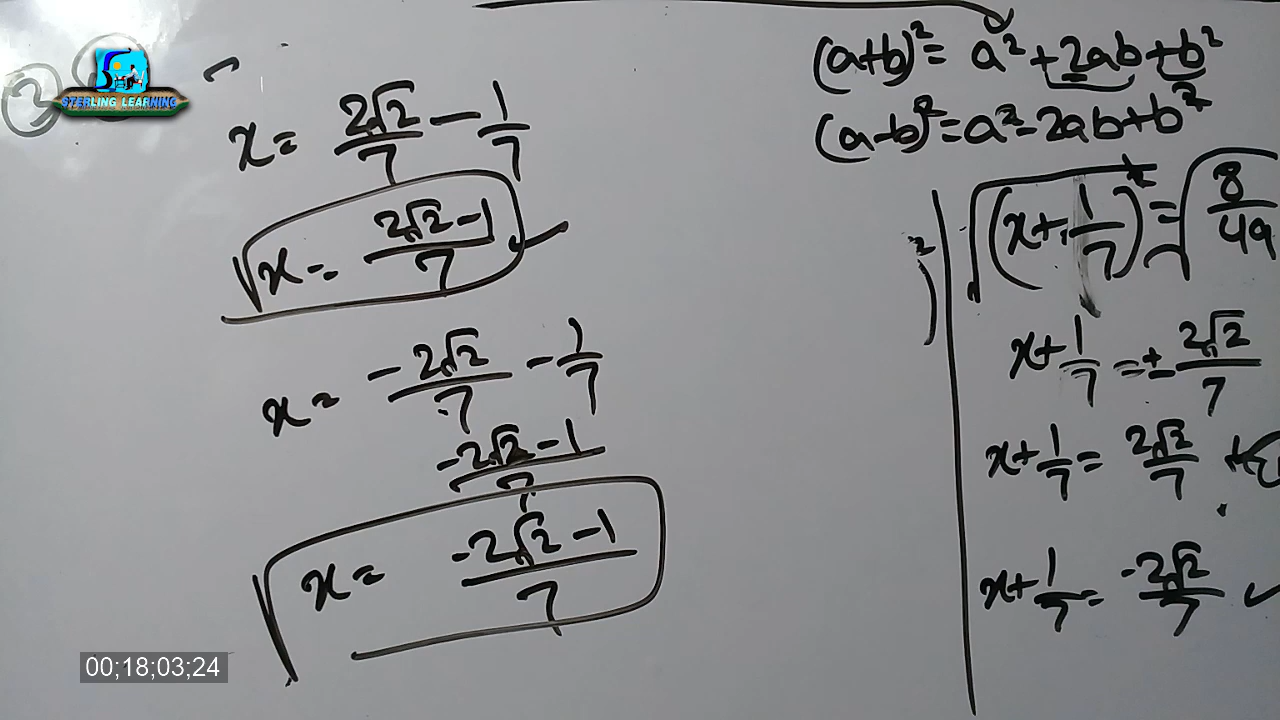 STERLING LEARNING
x = 2√2/7 - 1/7
x = 2√2 - 1/7
x = -2√2/7 - 1/7
-2√2 - 1/7
x = -2√2 - 1/7
(a+b)² = a² + 2ab + b²
(a-b)² = a² - 2ab + b²
√(x + 1/7)² = √8/49
x + 1/7 = ± 2√2/7
x + 1/7 = 2√2/7
x + 1/7 = -2√2/7
00;18;03;24